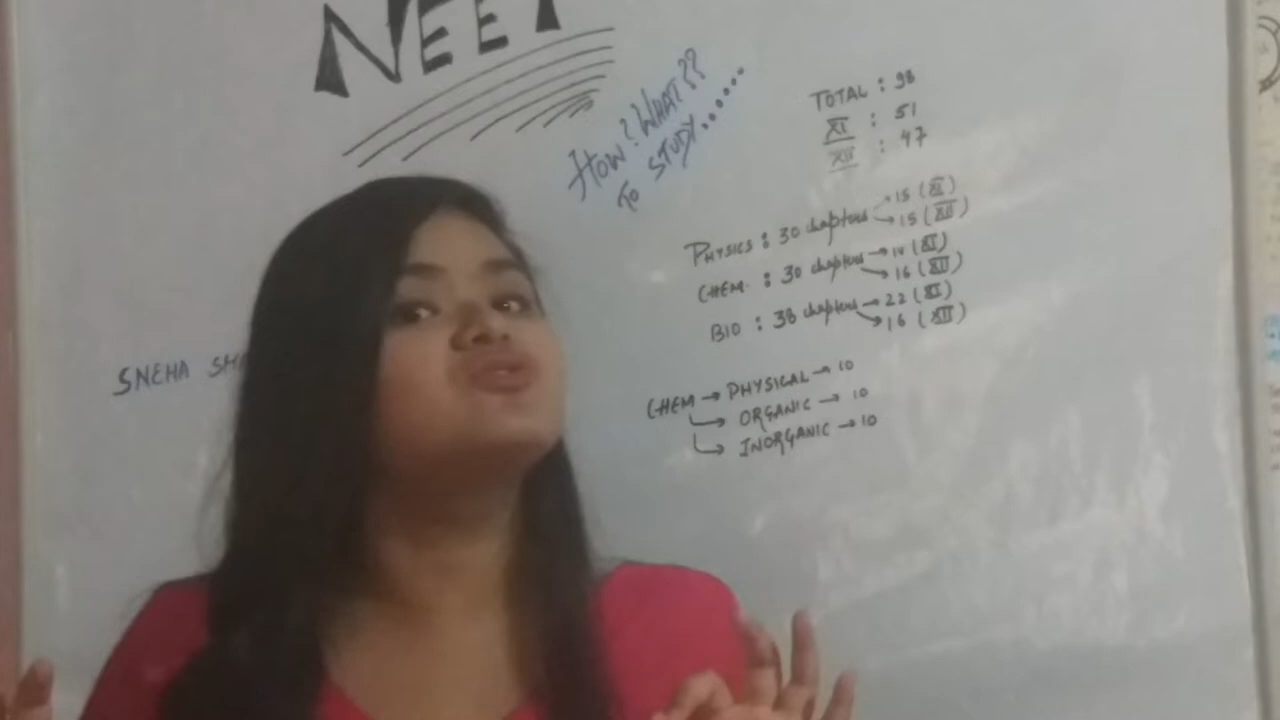 NEET
HOW? WHAT??
TO STUDY......
TOTAL : 98
XI : 51
XII : 47
PHYSICS : 30 chapters → 15 (XI)
→ 15 (XII)
CHEM. : 30 chapters → 14 (XI)
→ 16 (XII)
BIO : 38 chapters → 22 (XI)
→ 16 (XII)
SNEHA
CHEM → PHYSICAL → 10
→ ORGANIC → 10
→ INORGANIC → 10